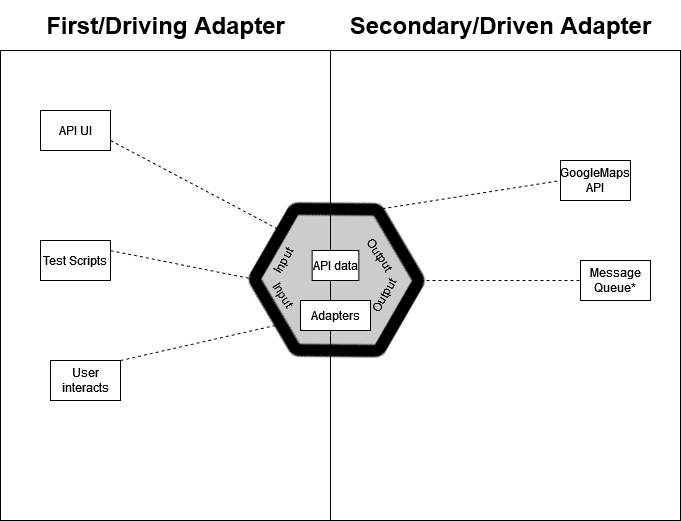 First/Driving Adapter
Secondary/Driven Adapter
API UI
GoogleMaps
API
Test Scripts
Input
Output
API data
Message
Queue*
Input
Output
Adapters
User
interacts